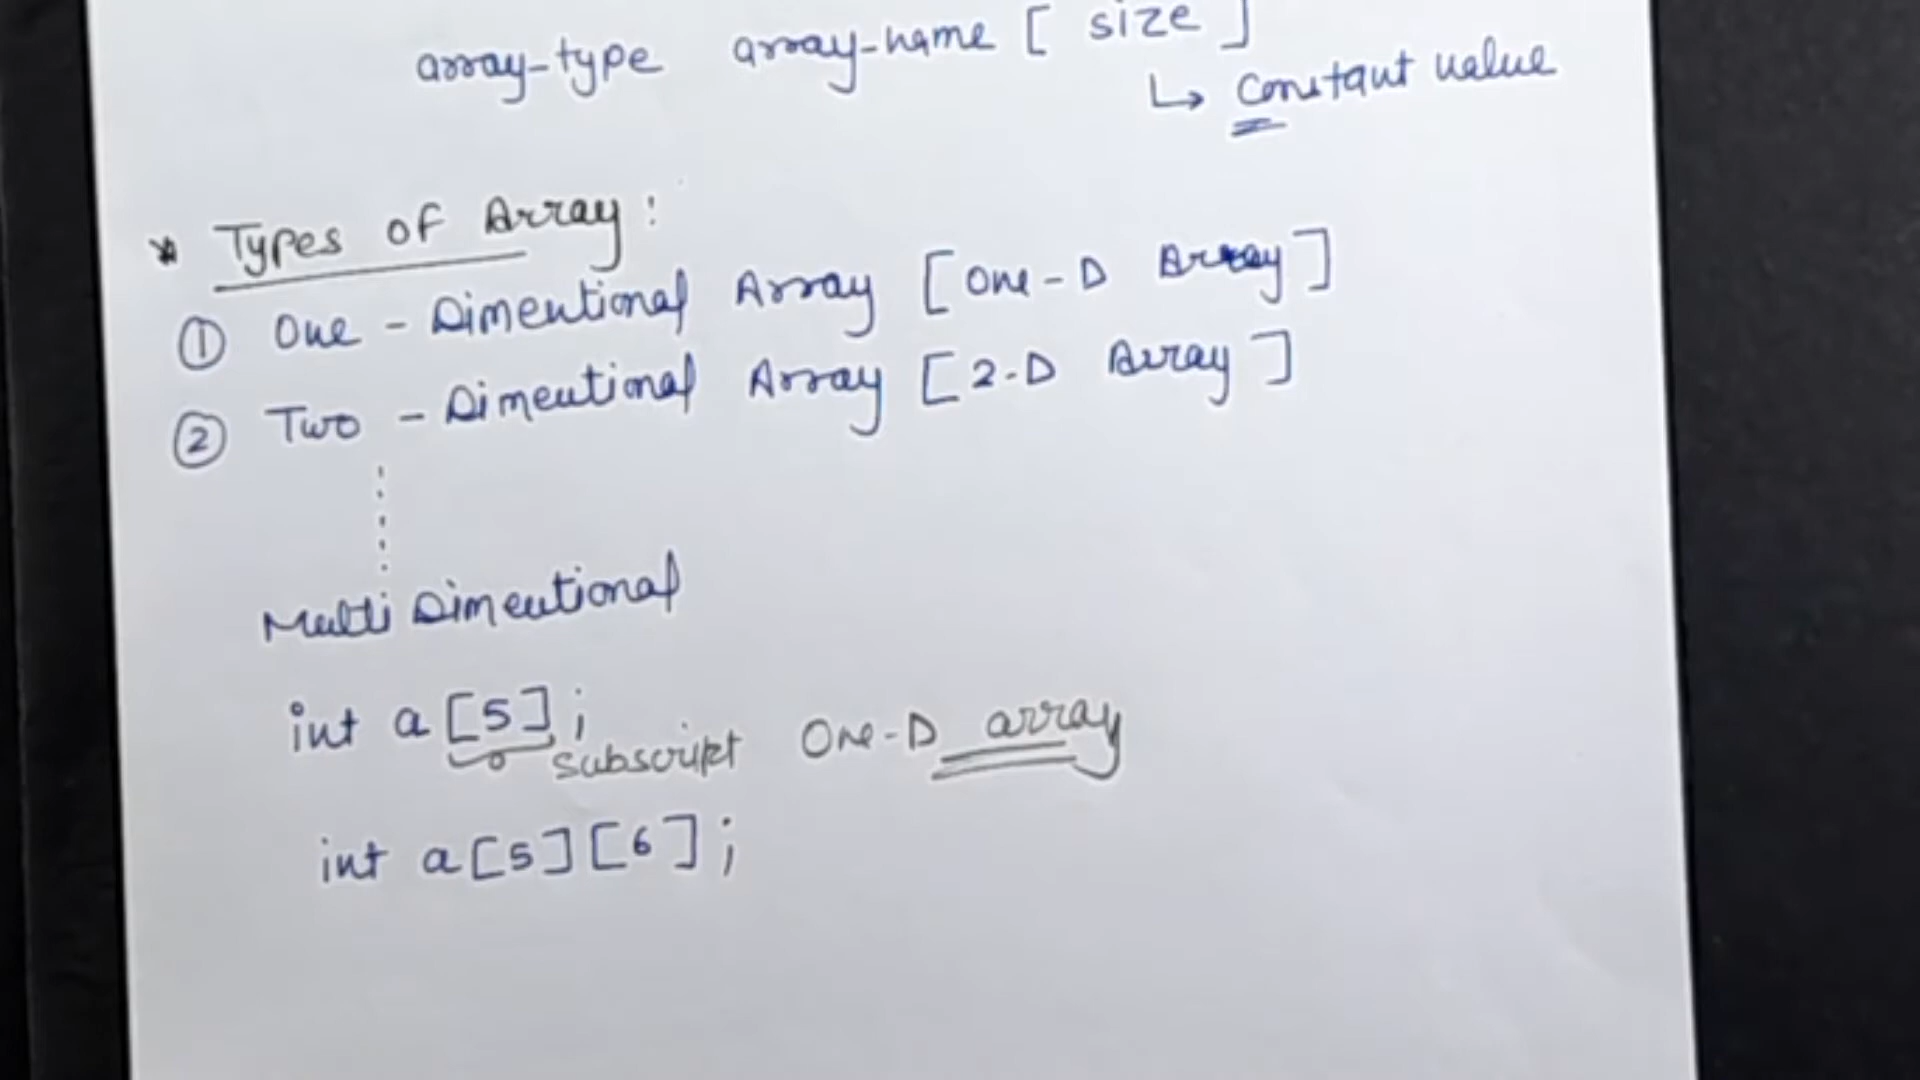 array-type array-name [ size ]
↳ Constant value
* Types of Array :
① One - Dimentional Array [One-D Array]
② Two - Dimentional Array [2-D Array]
Multi Dimentional
int a [5] ;
subscript One-D array
int a[5][6] ;